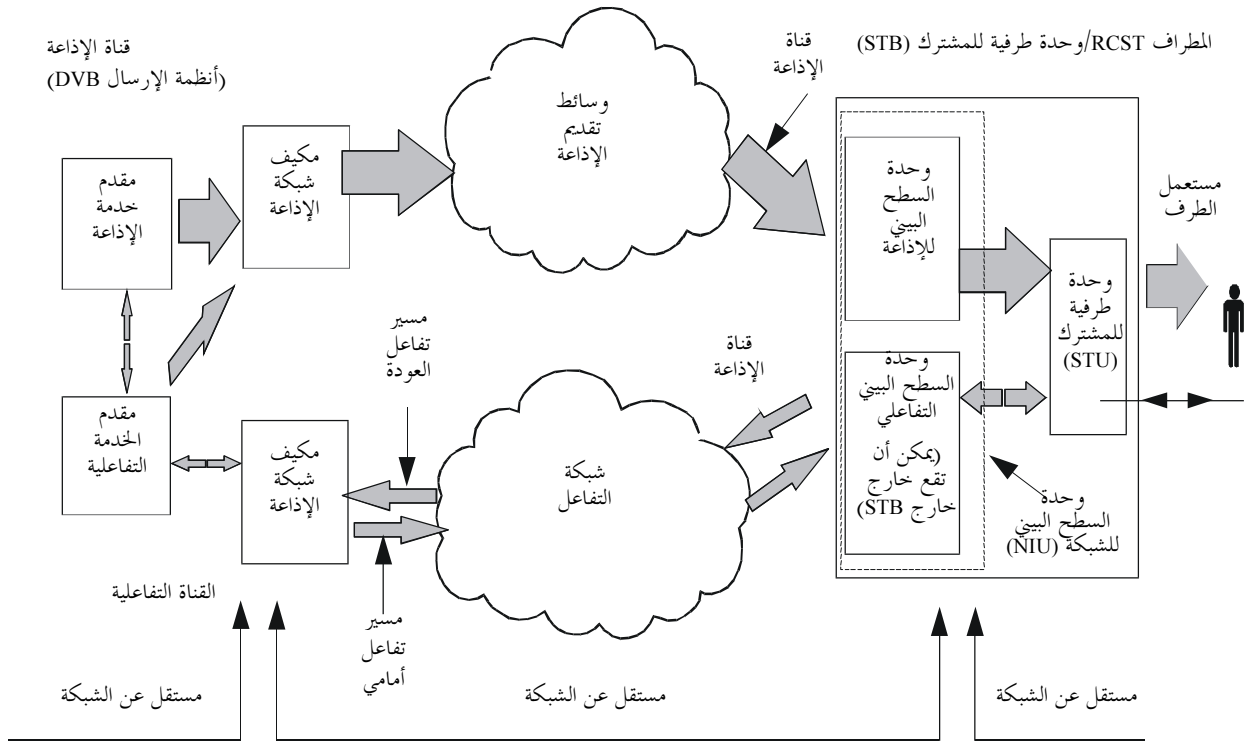 قناة الإذاعة
(أنظمة الإرسال DVB)
المطراف RCST/وحدة طرفية للمشترك (STB)
قناة
الإذاعة
وسائط
تقديم
الإذاعة
مكيف
شبكة
الإذاعة
مقدم
خدمة
الإذاعة
وحدة
السطح
البيني
للإذاعة
مستعمل
الطرف
وحدة
طرفية
للمشترك
(STU)
مسير
تفاعل
العودة
قناة
الإذاعة
وحدة
السطح البيني
التفاعلي
(يمكن أن
تقع خارج
خارج STB)
مقدم
الخدمة
التفاعلية
مكيف
شبكة
الإذاعة
شبكة
التفاعل
وحدة
السطح البيني
للشبكة (NIU)
القناة التفاعلية
مسير
تفاعل
أمامي
مستقل عن الشبكة
مستقل عن الشبكة
مستقل عن الشبكة